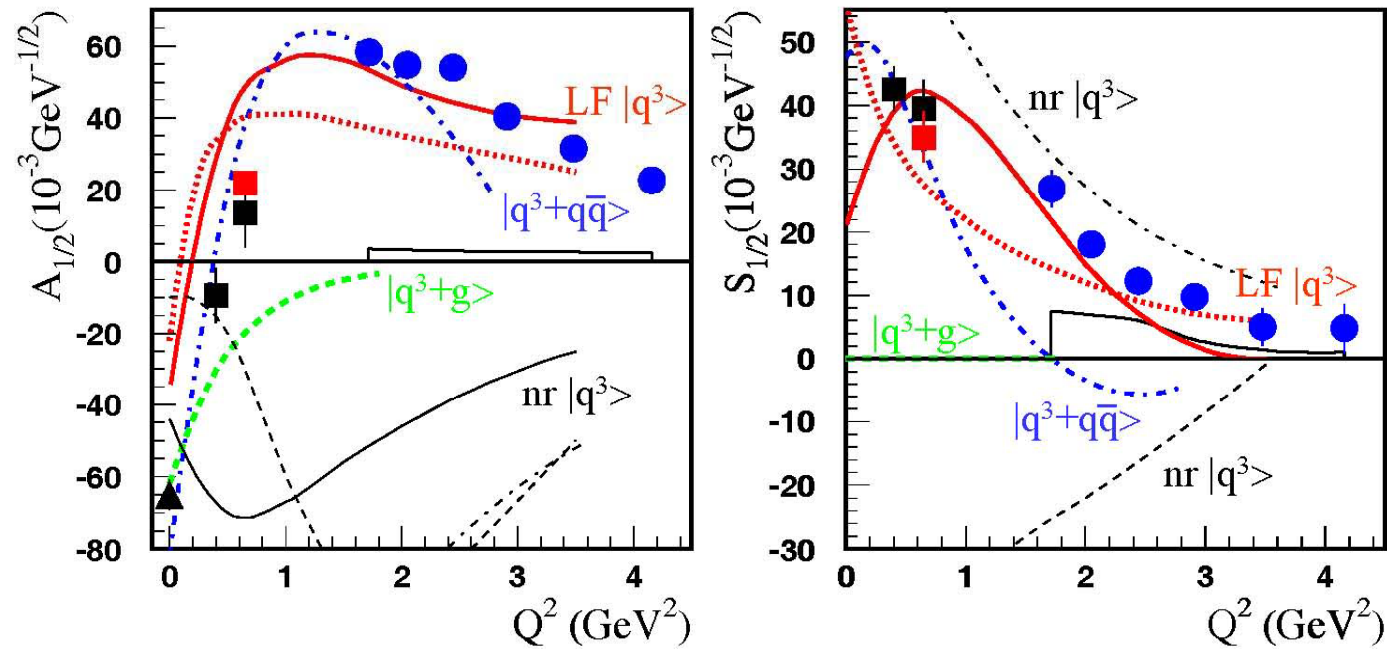 A1/2(10-3GeV-1/2)
60
40
20
0
-20
-40
-60
-80
LF |q3>
|q3+qq̅>
|q3+g>
nr |q3>
0
1
2
3
4
Q2 (GeV2)
S1/2(10-3GeV-1/2)
50
40
30
20
10
0
-10
-20
-30
nr |q3>
LF |q3>
|q3+g>
|q3+qq̅>
nr |q3>
0
1
2
3
4
Q2 (GeV2)